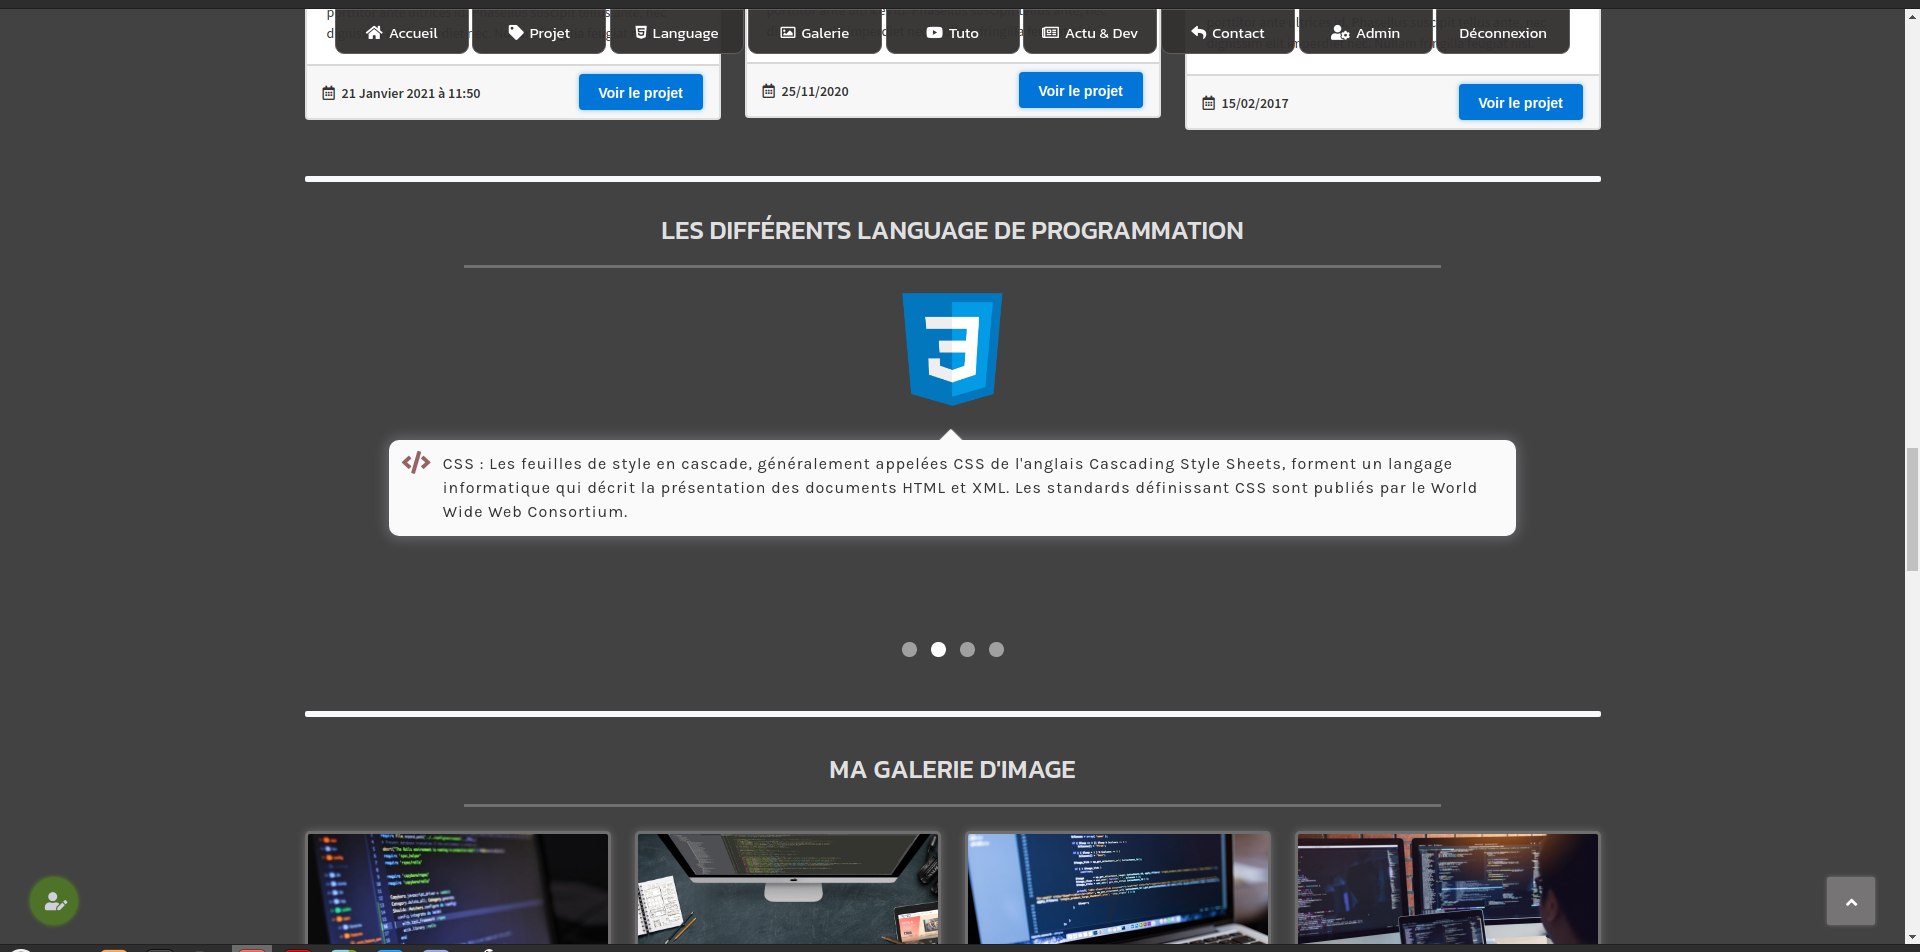 Accueil
Projet
Language
Galerie
Tuto
Actu & Dev
Contact
Admin
Déconnexion
21 Janvier 2021 à 11:50
Voir le projet
25/11/2020
Voir le projet
15/02/2017
Voir le projet
LES DIFFÉRENTS LANGUAGE DE PROGRAMMATION
CSS : Les feuilles de style en cascade, généralement appelées CSS de l'anglais Cascading Style Sheets, forment un langage
informatique qui décrit la présentation des documents HTML et XML. Les standards définissant CSS sont publiés par le World
Wide Web Consortium.
MA GALERIE D'IMAGE